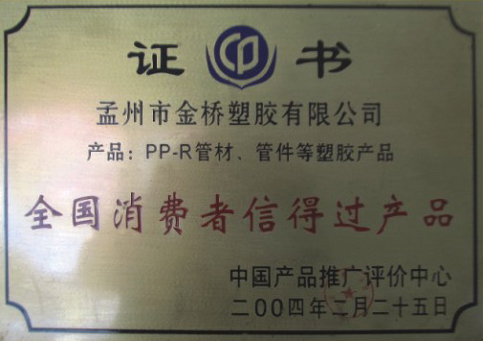 证 书
孟州市金桥塑胶有限公司
产品：PP-R管材、管件等塑胶产品
全国消费者信得过产品
中国产品推广评价中心
二〇〇四年二月二十五日